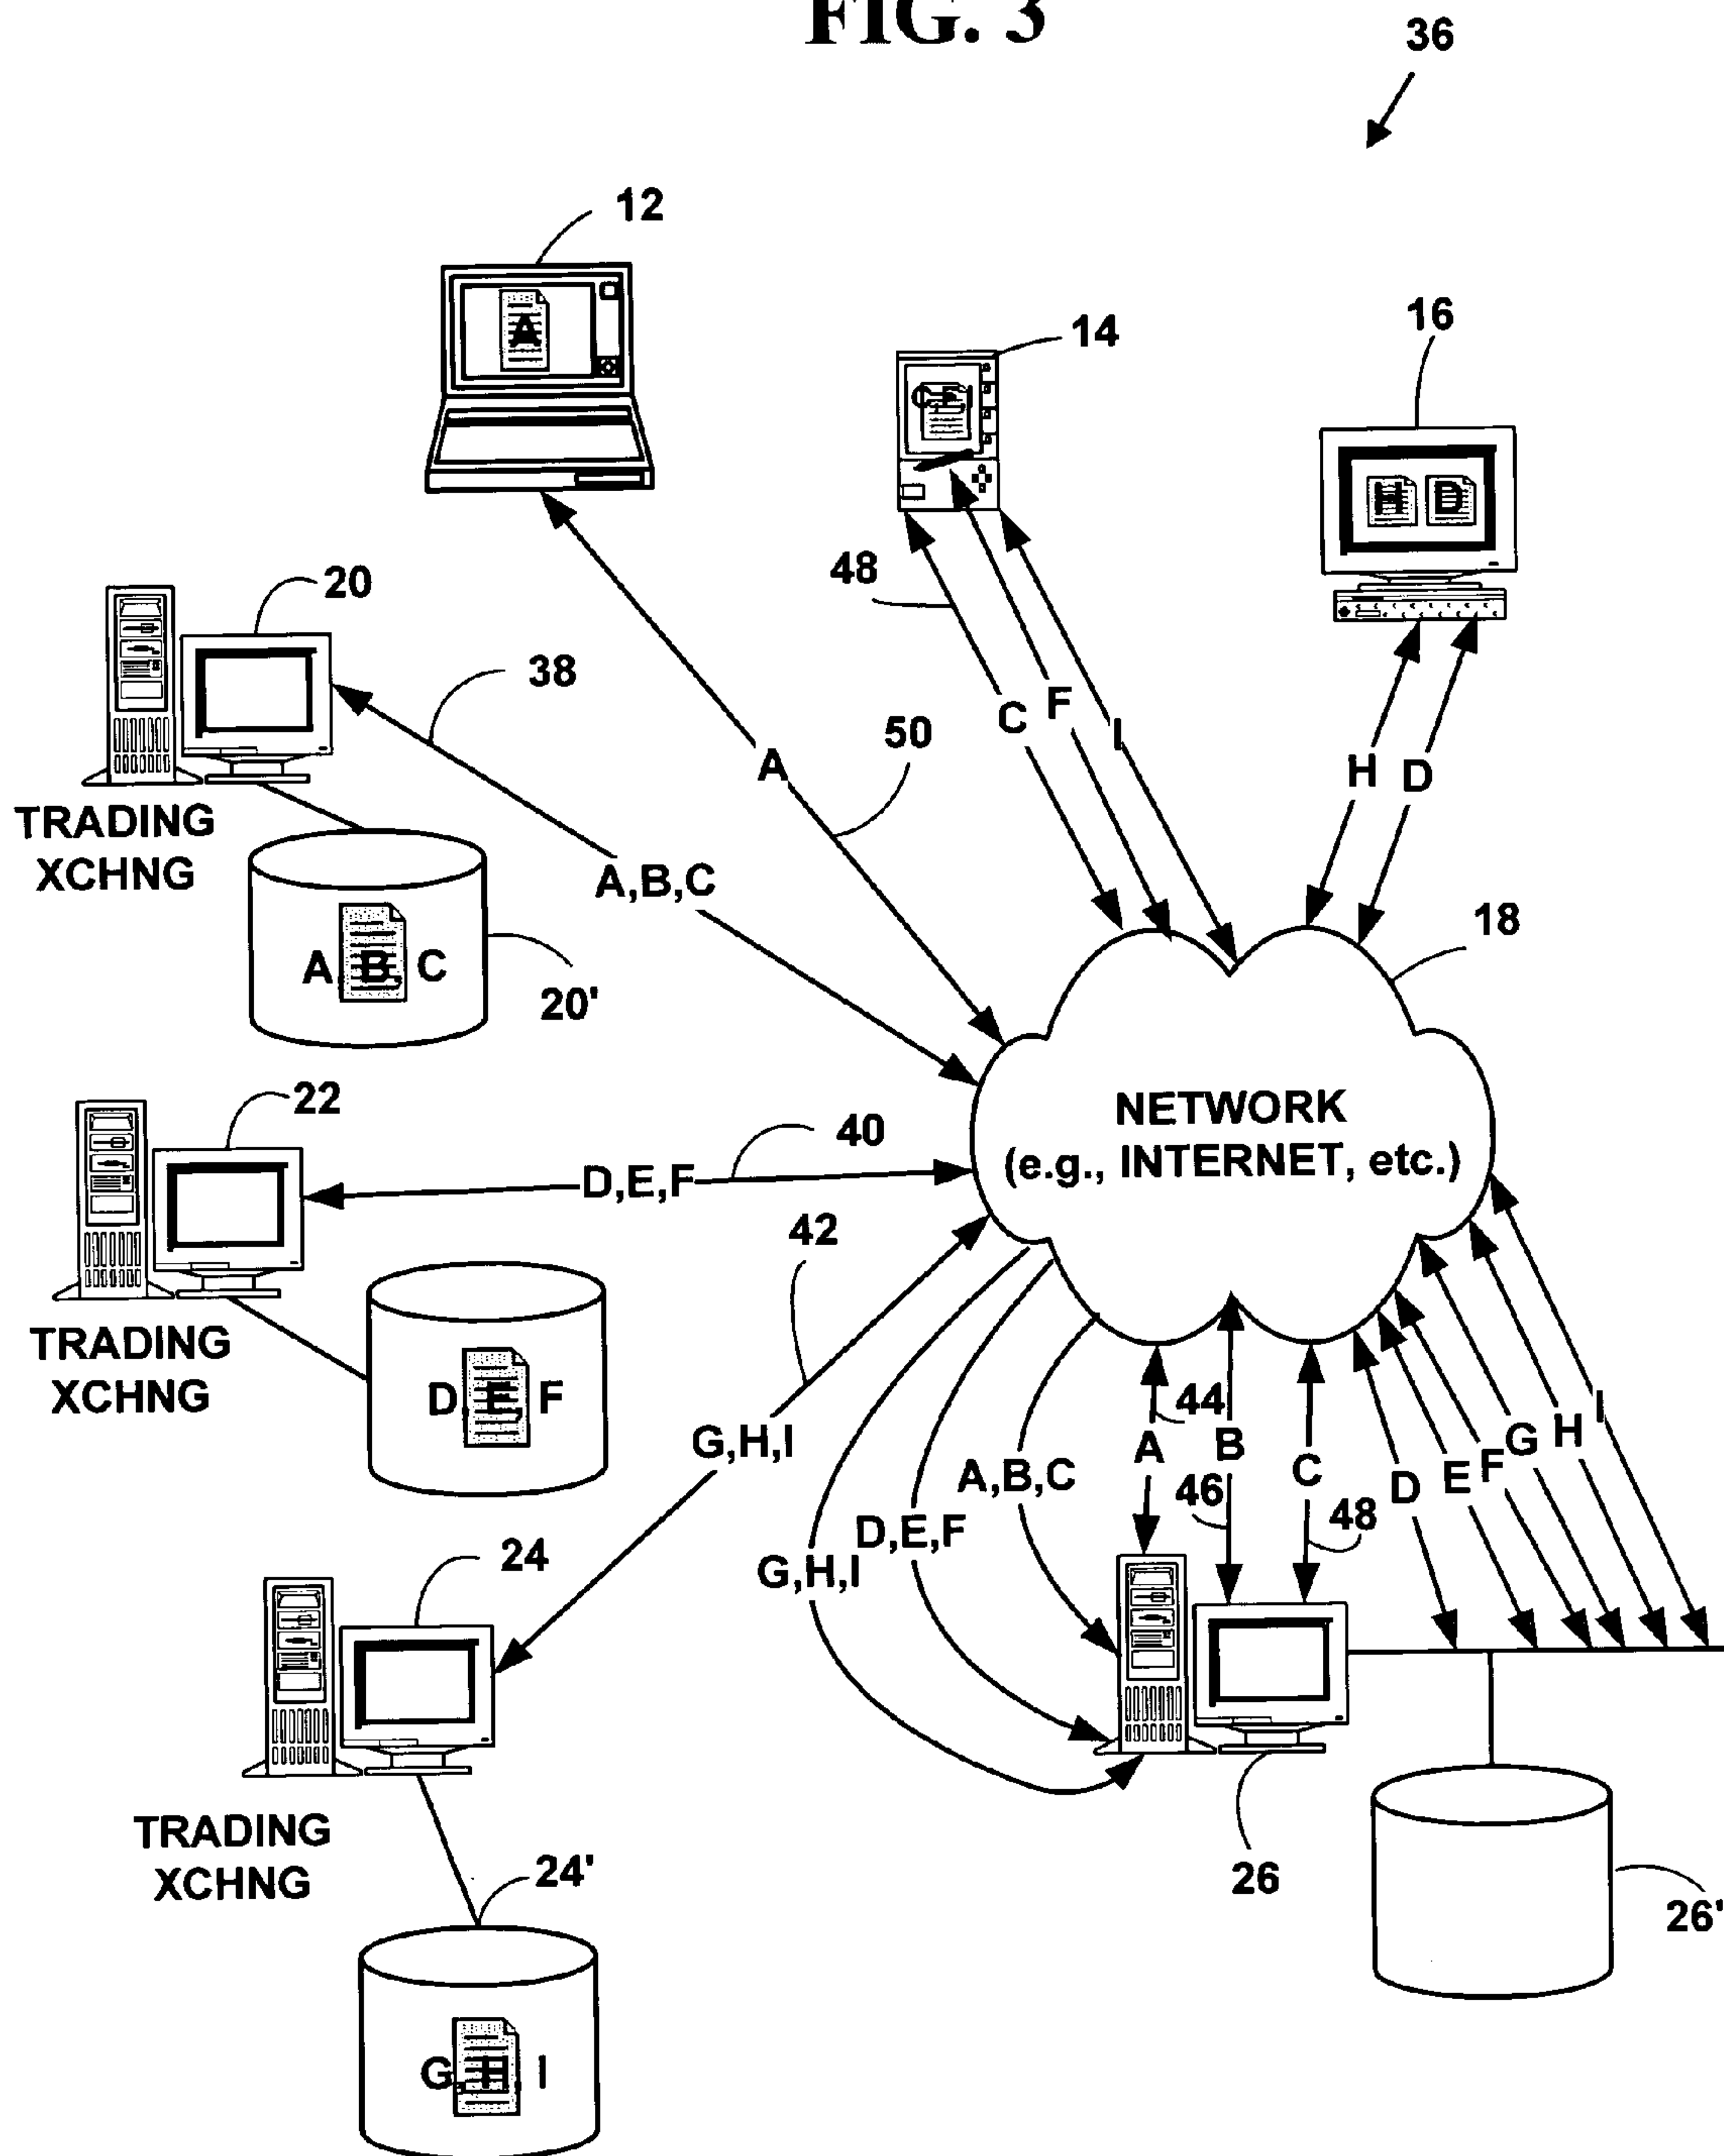 FIG. 3
36
12
A
14
C,F,I
16
H D
20
48
38
C F I
50
H D
A
TRADING
XCHNG
A,B,C
18
A,B,C
20'
22
NETWORK
(e.g., INTERNET, etc.)
40
D,E,F
42
TRADING
XCHNG
D,E,F
G,H,I
44
A B C D E F G H I
A,B,C
46
48
D,E,F
G,H,I
24
TRADING
XCHNG
24'
26
26'
G,H,I